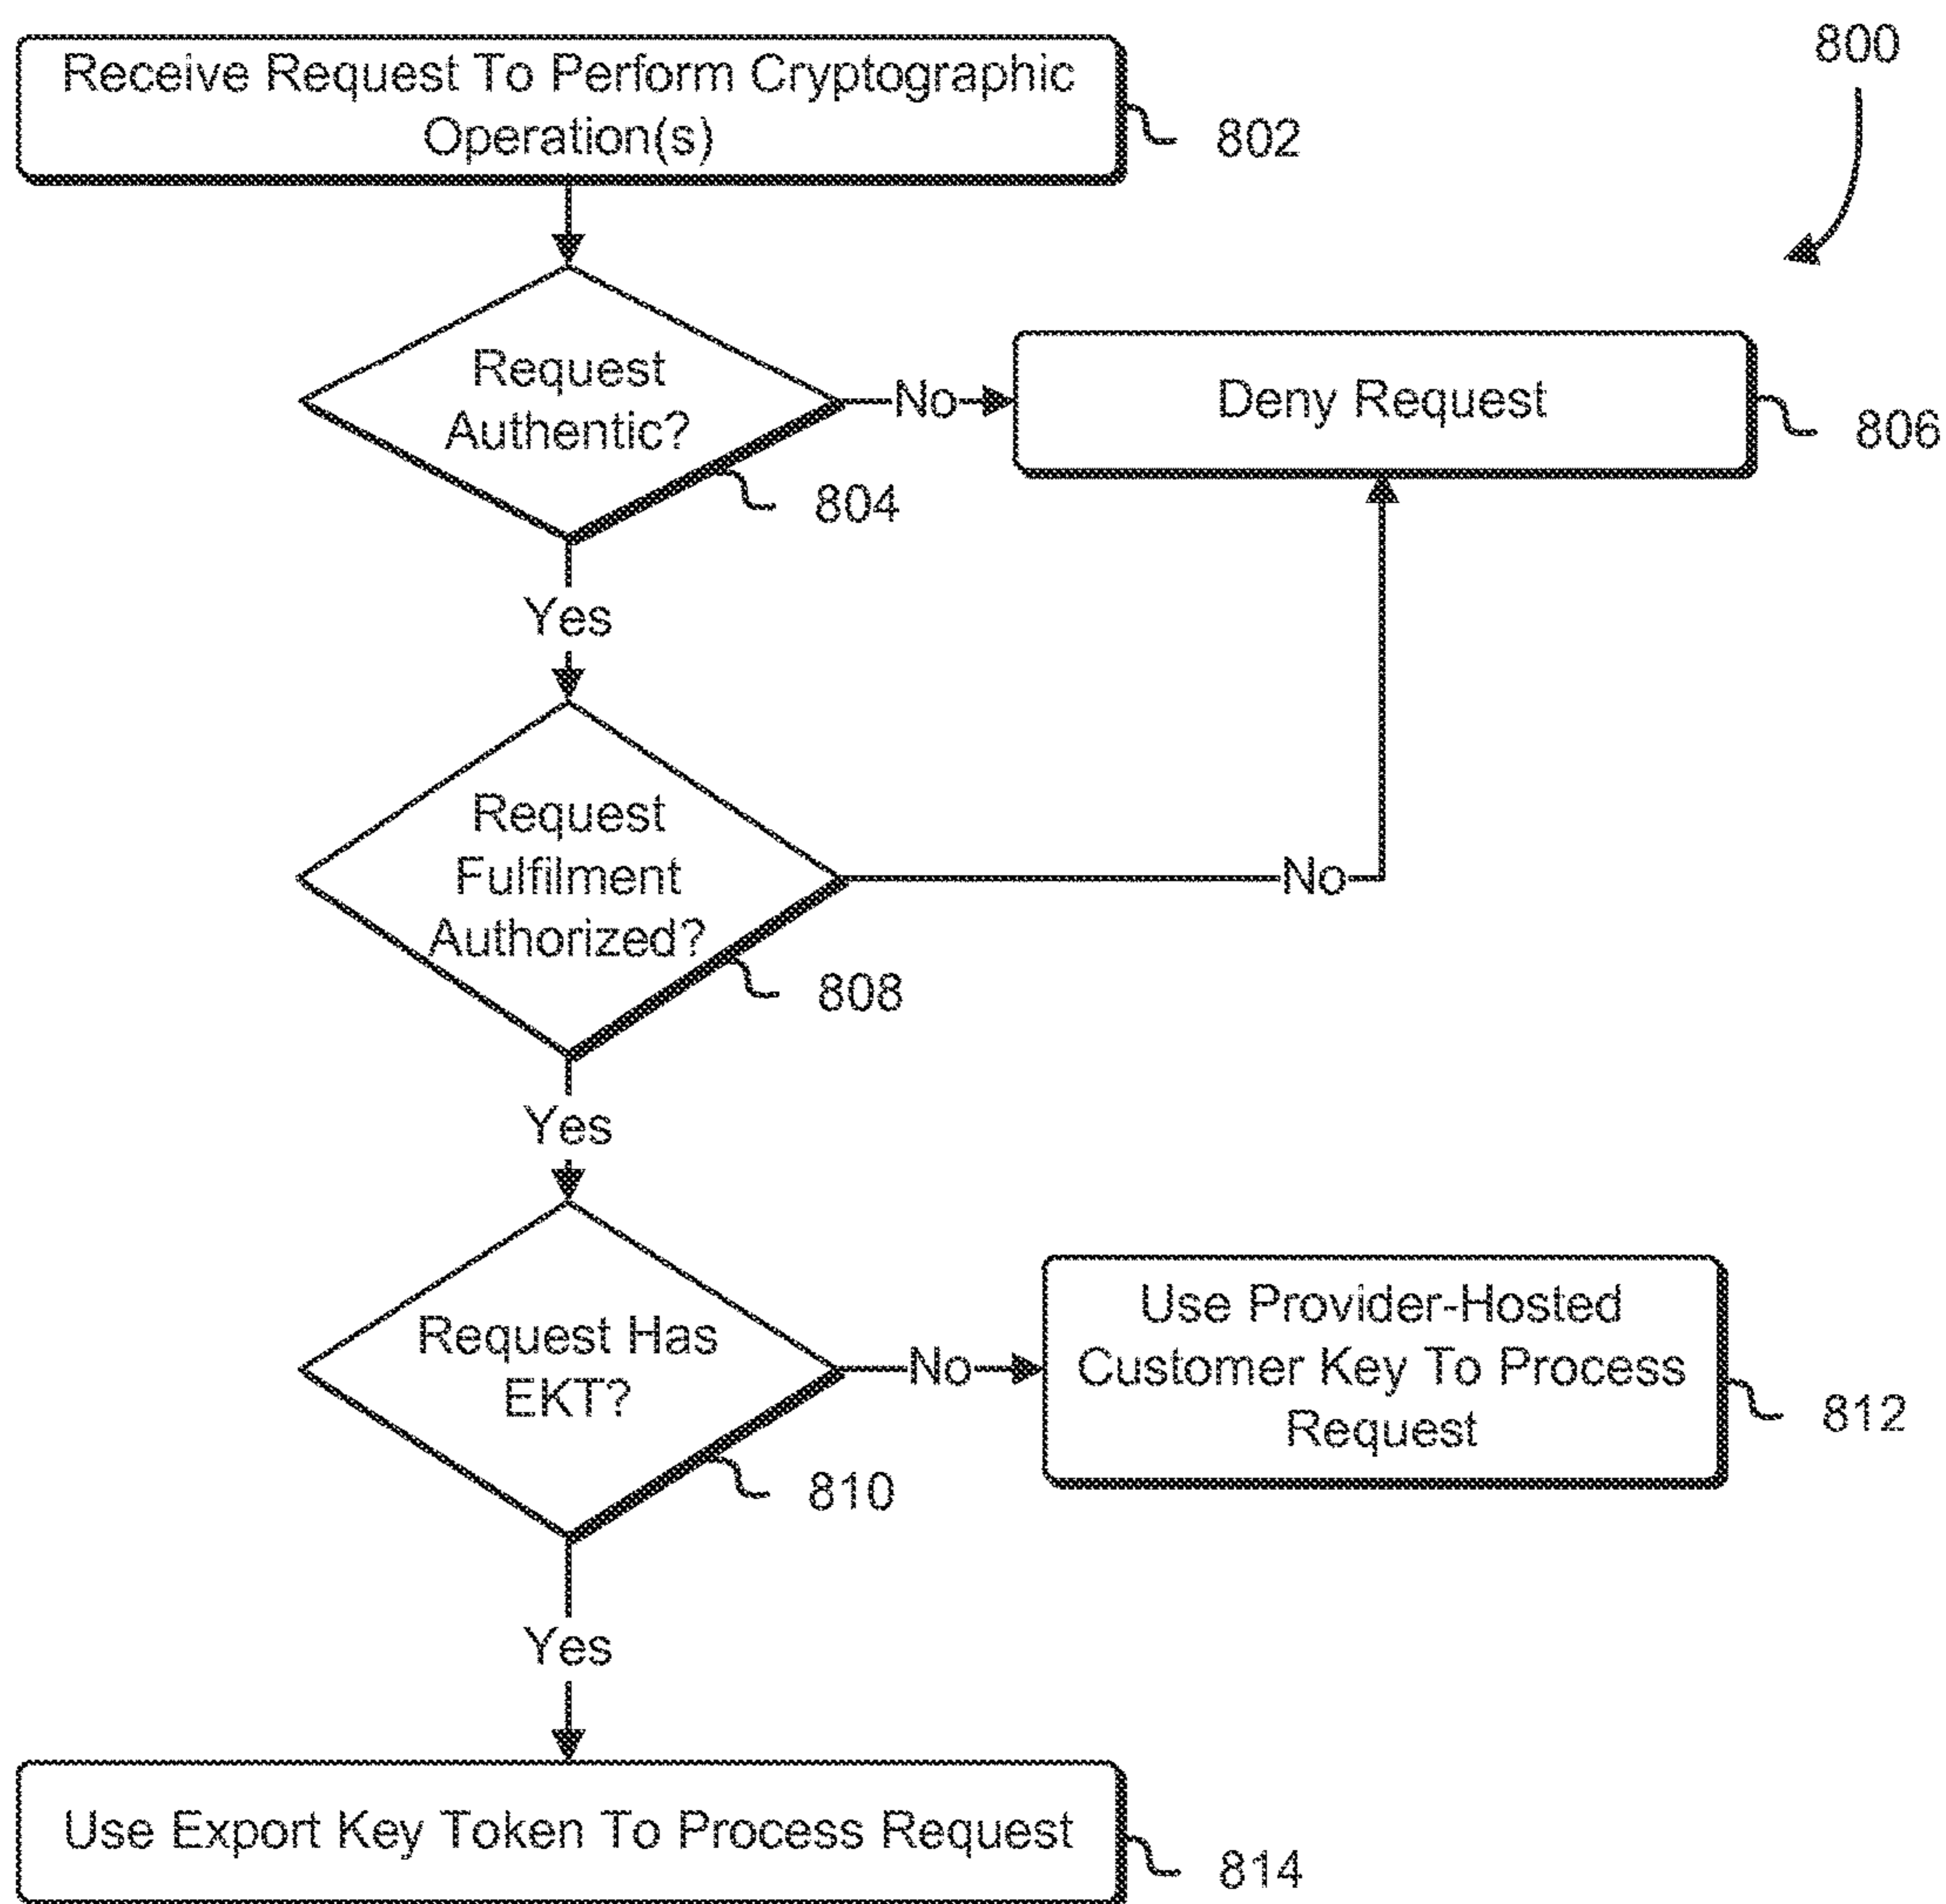 800
Receive Request To Perform Cryptographic
Operation(s)
802
Request
Authentic?
804
No
Deny Request
806
Yes
Request
Fulfilment
Authorized?
808
No
Yes
Request Has
EKT?
810
No
Use Provider-Hosted
Customer Key To Process
Request
812
Yes
Use Export Key Token To Process Request
814